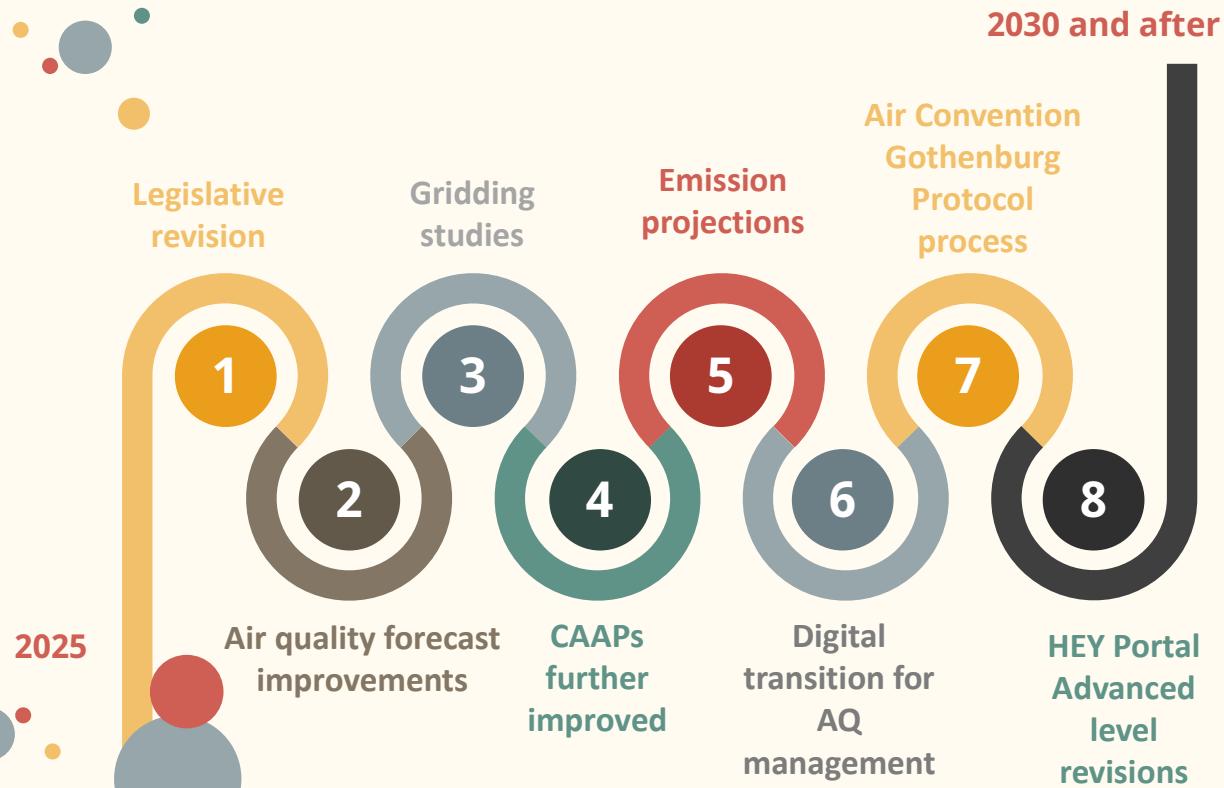 2030 and after
Air Convention
Gothenburg
Protocol
process
Legislative
revision
Gridding
studies
Emission
projections
1
3
5
7
2
4
6
8
2025
Air quality forecast
improvements
CAAPs
further
improved
Digital
transition for
AQ
management
HEY Portal
Advanced
level
revisions